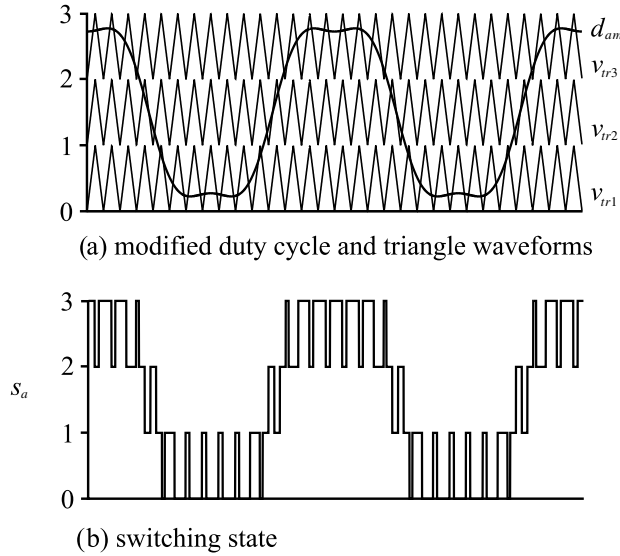 3
d_am
2
v_tr3
1
v_tr2
0
v_tr1
(a) modified duty cycle and triangle waveforms
3
2
s_a
1
0
(b) switching state